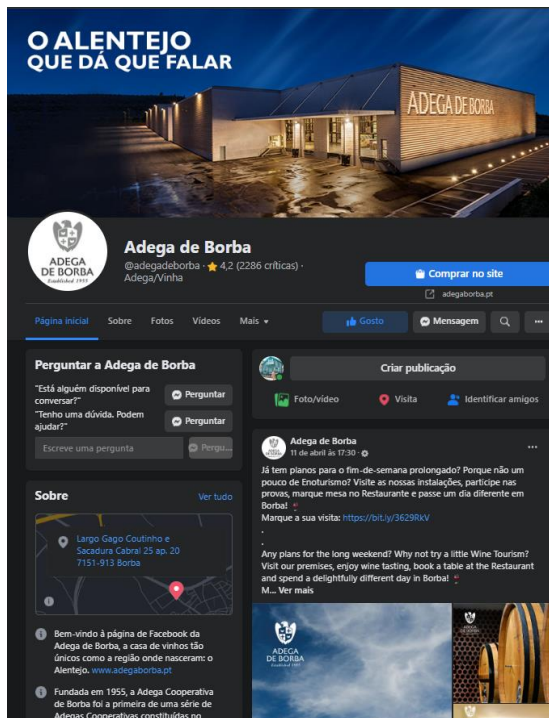 O ALENTEJO
QUE DÁ QUE FALAR
ADEGA DE BORBA
ADEGA
DE BORBA
Established 1955
Adega de Borba
@adegadeborba · 4,2 (2286 críticas) ·
Adega/Vinha
Comprar no site
adegaborba.pt
Página inicial Sobre Fotos Vídeos Mais
Gosto Mensagem
Perguntar a Adega de Borba
"Está alguém disponível para
conversar?"
Perguntar
"Tenho uma dúvida. Podem
ajudar?"
Perguntar
Escreve uma pergunta
Pergu...
Sobre Ver tudo
Largo Gago Coutinho e
Sacadura Cabral 25 ap. 20
7151-913 Borba
Bem-vindo à página de Facebook da
Adega de Borba, a casa de vinhos tão
únicos como a região onde nasceram: o
Alentejo. www.adegaborba.pt
Fundada em 1955, a Adega Cooperativa
de Borba foi a primeira de uma série de
Adegas Cooperativas constituídas no
Criar publicação
Foto/vídeo Visita Identificar amigos
Adega de Borba
11 de abril às 17:30 ·
Já tem planos para o fim-de-semana prolongado? Porque não um
pouco de Enoturismo? Visite as nossas instalações, participe nas
provas, marque mesa no Restaurante e passe um dia diferente em
Borba!
Marque a sua visita: https://bit.ly/3629RkV
.
.
Any plans for the long weekend? Why not try a little Wine Tourism?
Visit our premises, enjoy wine tasting, book a table at the Restaurant
and spend a delightfully different day in Borba!
M... Ver mais
ADEGA
DE BORBA